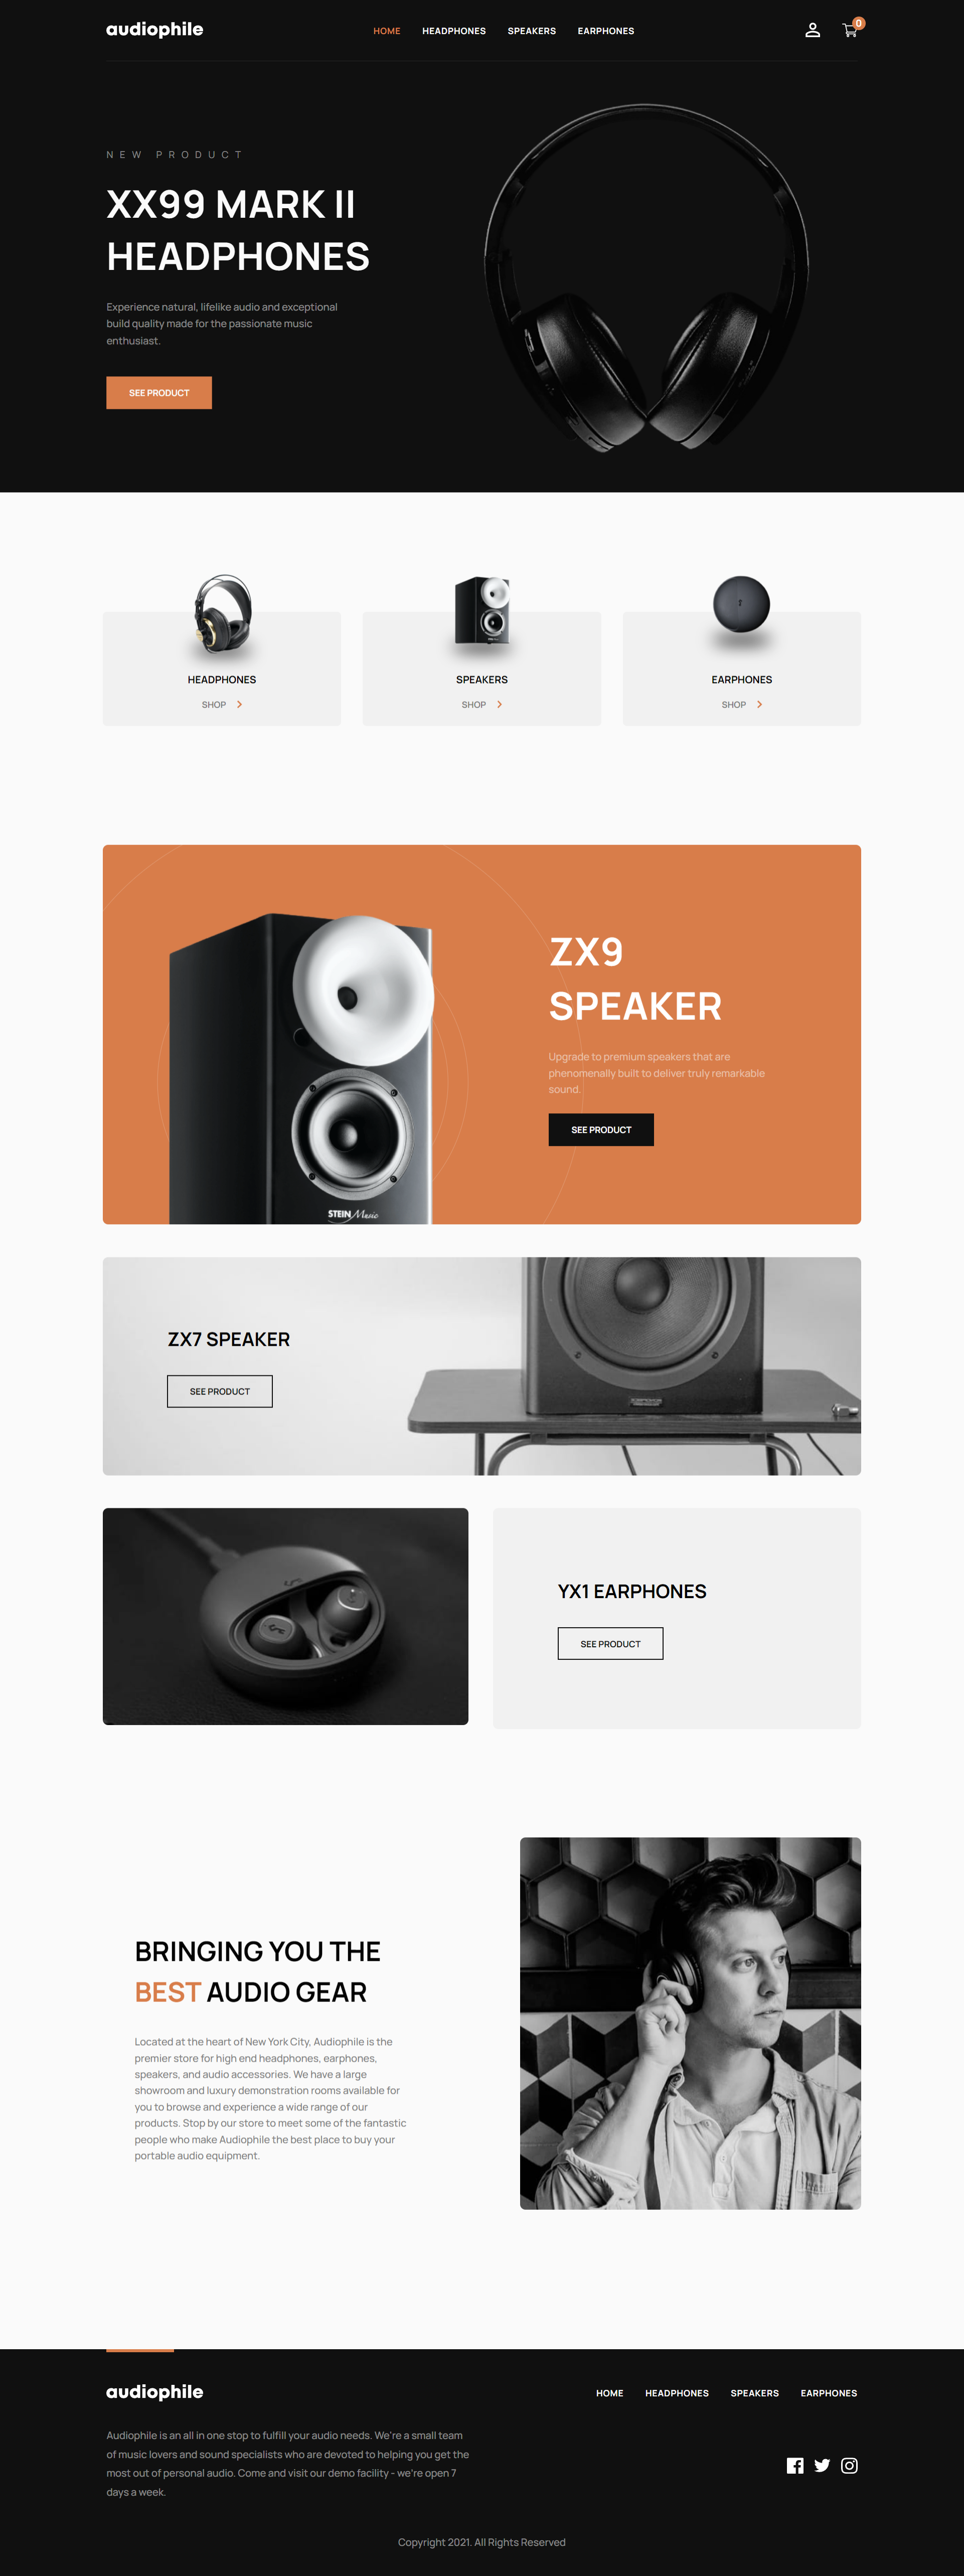 audiophile
HOME HEADPHONES SPEAKERS EARPHONES
0
NEW PRODUCT
XX99 MARK II
HEADPHONES
Experience natural, lifelike audio and exceptional
build quality made for the passionate music
enthusiast.
SEE PRODUCT
HEADPHONES
SHOP
SPEAKERS
SHOP
EARPHONES
SHOP
ZX9
SPEAKER
Upgrade to premium speakers that are
phenomenally built to deliver truly remarkable
sound.
SEE PRODUCT
STEIN Music
ZX7 SPEAKER
SEE PRODUCT
YX1 EARPHONES
SEE PRODUCT
BRINGING YOU THE
BEST AUDIO GEAR
Located at the heart of New York City, Audiophile is the
premier store for high end headphones, earphones,
speakers, and audio accessories. We have a large
showroom and luxury demonstration rooms available for
you to browse and experience a wide range of our
products. Stop by our store to meet some of the fantastic
people who make Audiophile the best place to buy your
portable audio equipment.
audiophile
HOME HEADPHONES SPEAKERS EARPHONES
Audiophile is an all in one stop to fulfill your audio needs. We're a small team
of music lovers and sound specialists who are devoted to helping you get the
most out of personal audio. Come and visit our demo facility - we're open 7
days a week.
Copyright 2021. All Rights Reserved